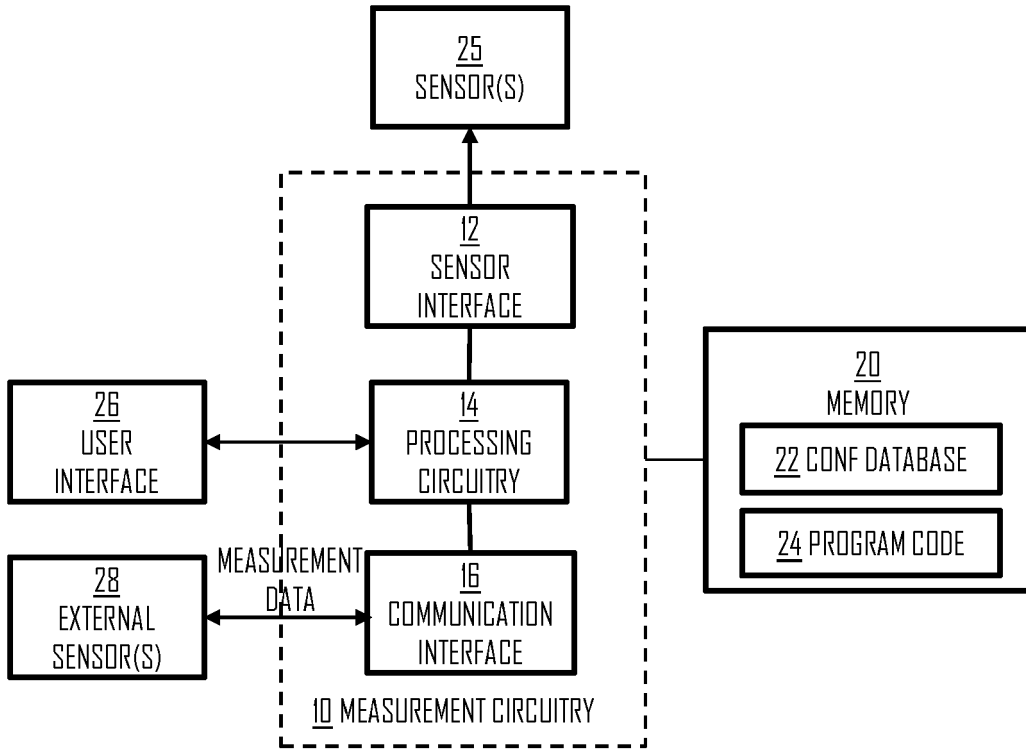 25
SENSOR(S)
12
SENSOR
INTERFACE
20
MEMORY
22 CONF DATABASE
24 PROGRAM CODE
26
USER
INTERFACE
14
PROCESSING
CIRCUITRY
MEASUREMENT
DATA
28
EXTERNAL
SENSOR(S)
16
COMMUNICATION
INTERFACE
10 MEASUREMENT CIRCUITRY